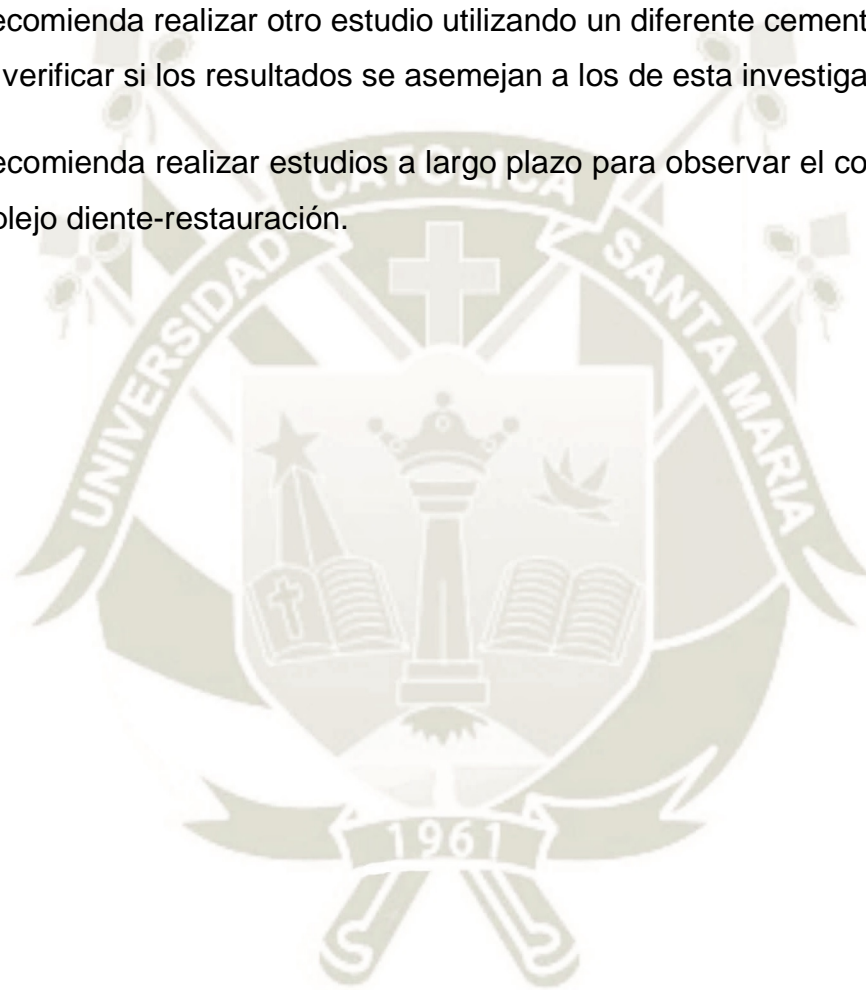 ecomienda realizar otro estudio utilizando un diferente cement
verificar si los resultados se asemejan a los de esta investiga
ecomienda realizar estudios a largo plazo para observar el co
olejo diente-restauración.
UNIVERSIDAD CATOLICA SANTA MARIA
1961